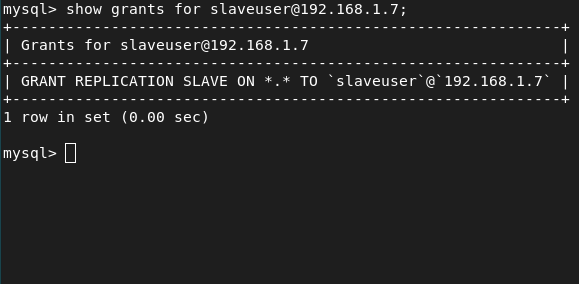 mysql> show grants for slaveuser@192.168.1.7;
+-------------------------------------------------------------+
| Grants for slaveuser@192.168.1.7                            |
+-------------------------------------------------------------+
| GRANT REPLICATION SLAVE ON *.* TO `slaveuser`@`192.168.1.7` |
+-------------------------------------------------------------+
1 row in set (0.00 sec)
mysql>